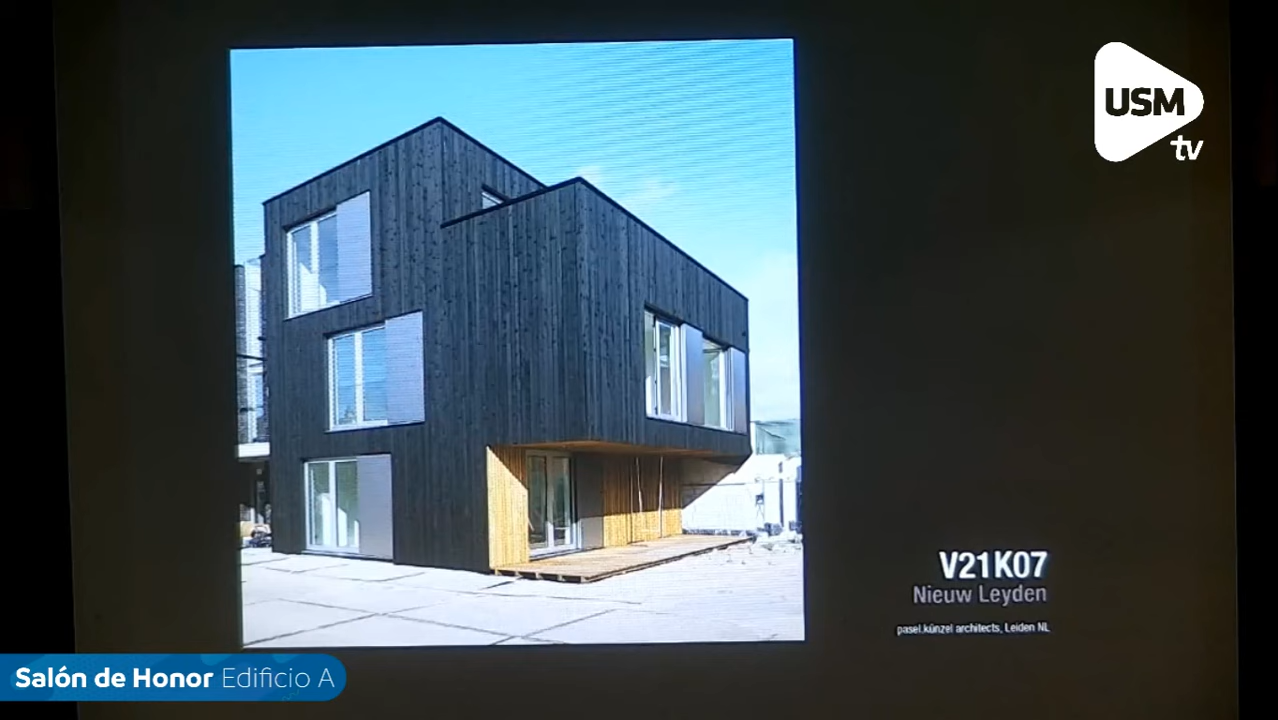 USM
tv
V21K07
Nieuw Leyden
pasel.künzel architects, Leiden NL
Salón de Honor Edificio A